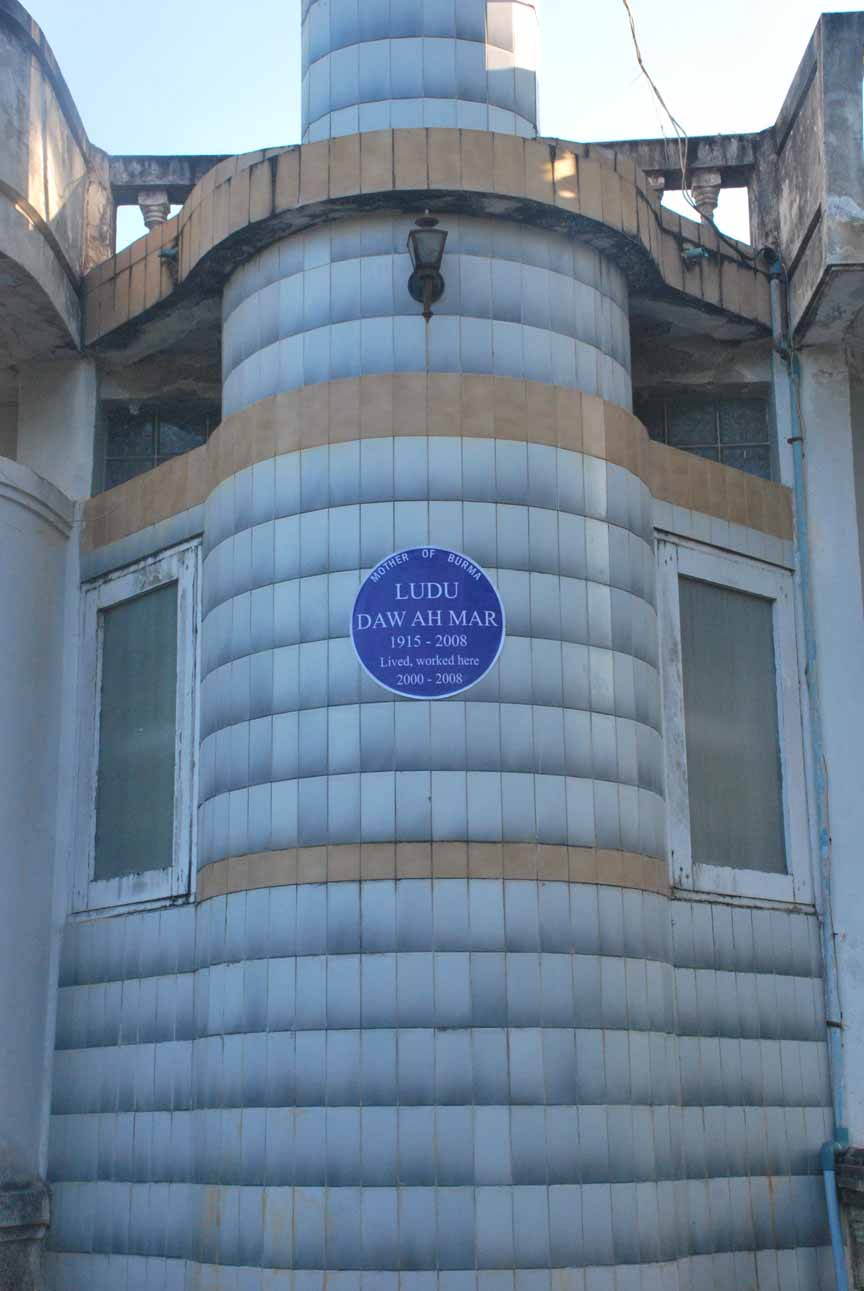 MOTHER OF BURMA
LUDU
DAW AH MAR
1915 - 2008
Lived, worked here
2000 - 2008